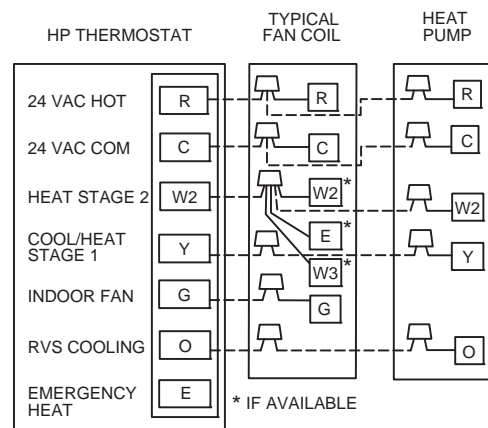 HP THERMOSTAT
TYPICAL
FAN COIL
HEAT
PUMP
24 VAC HOT R R R
24 VAC COM C C C
HEAT STAGE 2 W2 W2 * W2
E *
COOL/HEAT
STAGE 1 Y W3 * Y
INDOOR FAN G G
RVS COOLING O O
EMERGENCY
HEAT E
* IF AVAILABLE